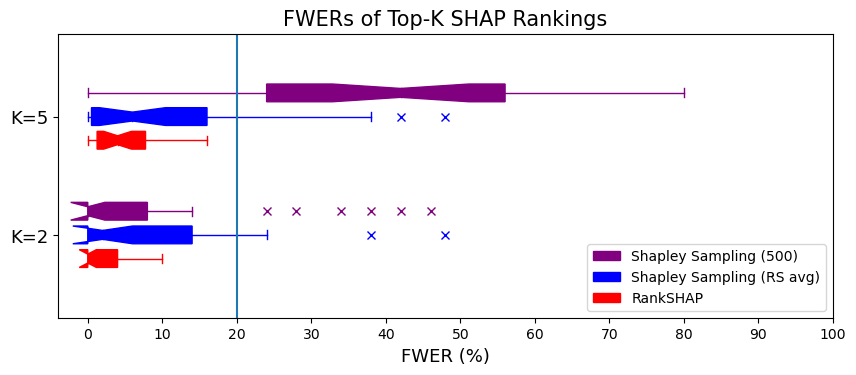 FWERs of Top-K SHAP Rankings
K=5
K=2
Shapley Sampling (500)
Shapley Sampling (RS avg)
RankSHAP
0 10 20 30 40 50 60 70 80 90 100
FWER (%)